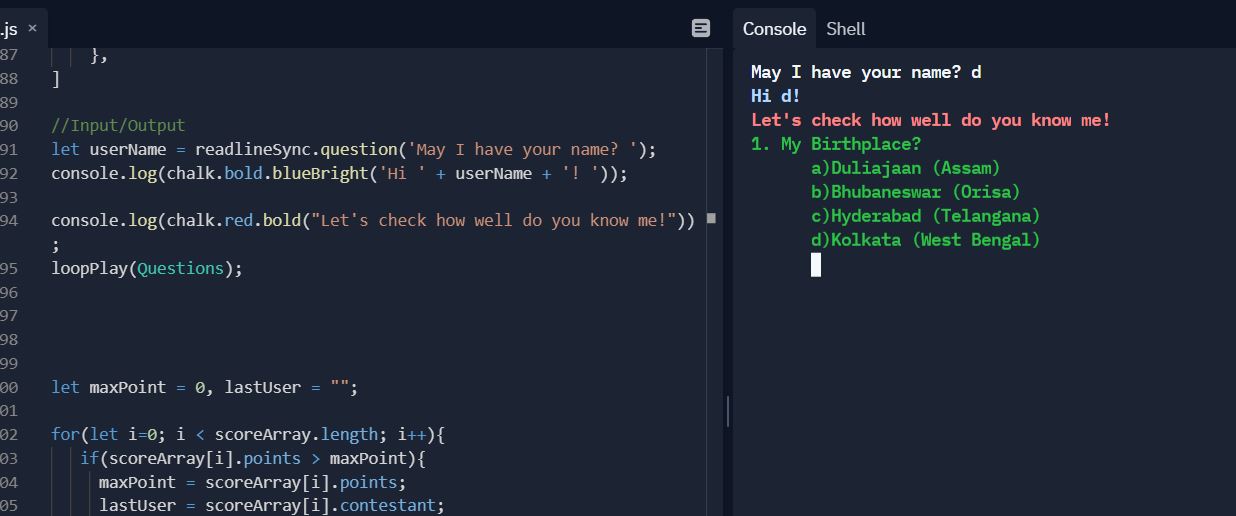 .js ×
87 },
88 ]
89
90 //Input/Output
91 let userName = readlineSync.question('May I have your name? ');
92 console.log(chalk.bold.blueBright('Hi ' + userName + '! '));
93
94 console.log(chalk.red.bold("Let's check how well do you know me!"))
;
95 loopPlay(Questions);
96
97
98
99
00 let maxPoint = 0, lastUser = "";
01
02 for(let i=0; i < scoreArray.length; i++){
03 if(scoreArray[i].points > maxPoint){
04 maxPoint = scoreArray[i].points;
05 lastUser = scoreArray[i].contestant;
Console Shell
May I have your name? d
Hi d!
Let's check how well do you know me!
1. My Birthplace?
a)Duliajaan (Assam)
b)Bhubaneswar (Orisa)
c)Hyderabad (Telangana)
d)Kolkata (West Bengal)